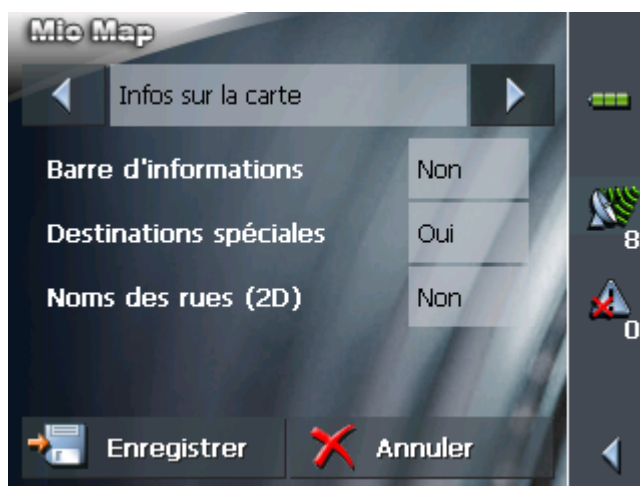 Mio Map
Infos sur la carte
Barre d'informations Non
Destinations spéciales Oui
8
Noms des rues (2D) Non
0
Enregistrer Annuler